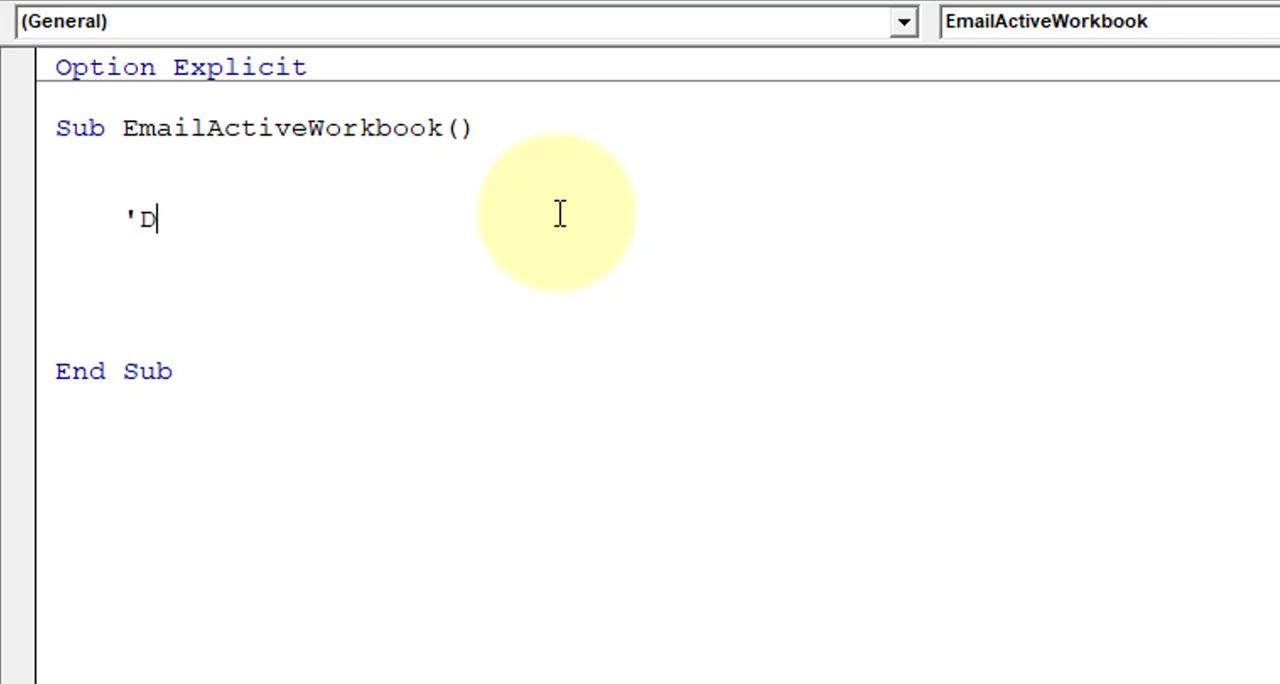 (General) EmailActiveWorkbook
Option Explicit
Sub EmailActiveWorkbook()
'D
End Sub